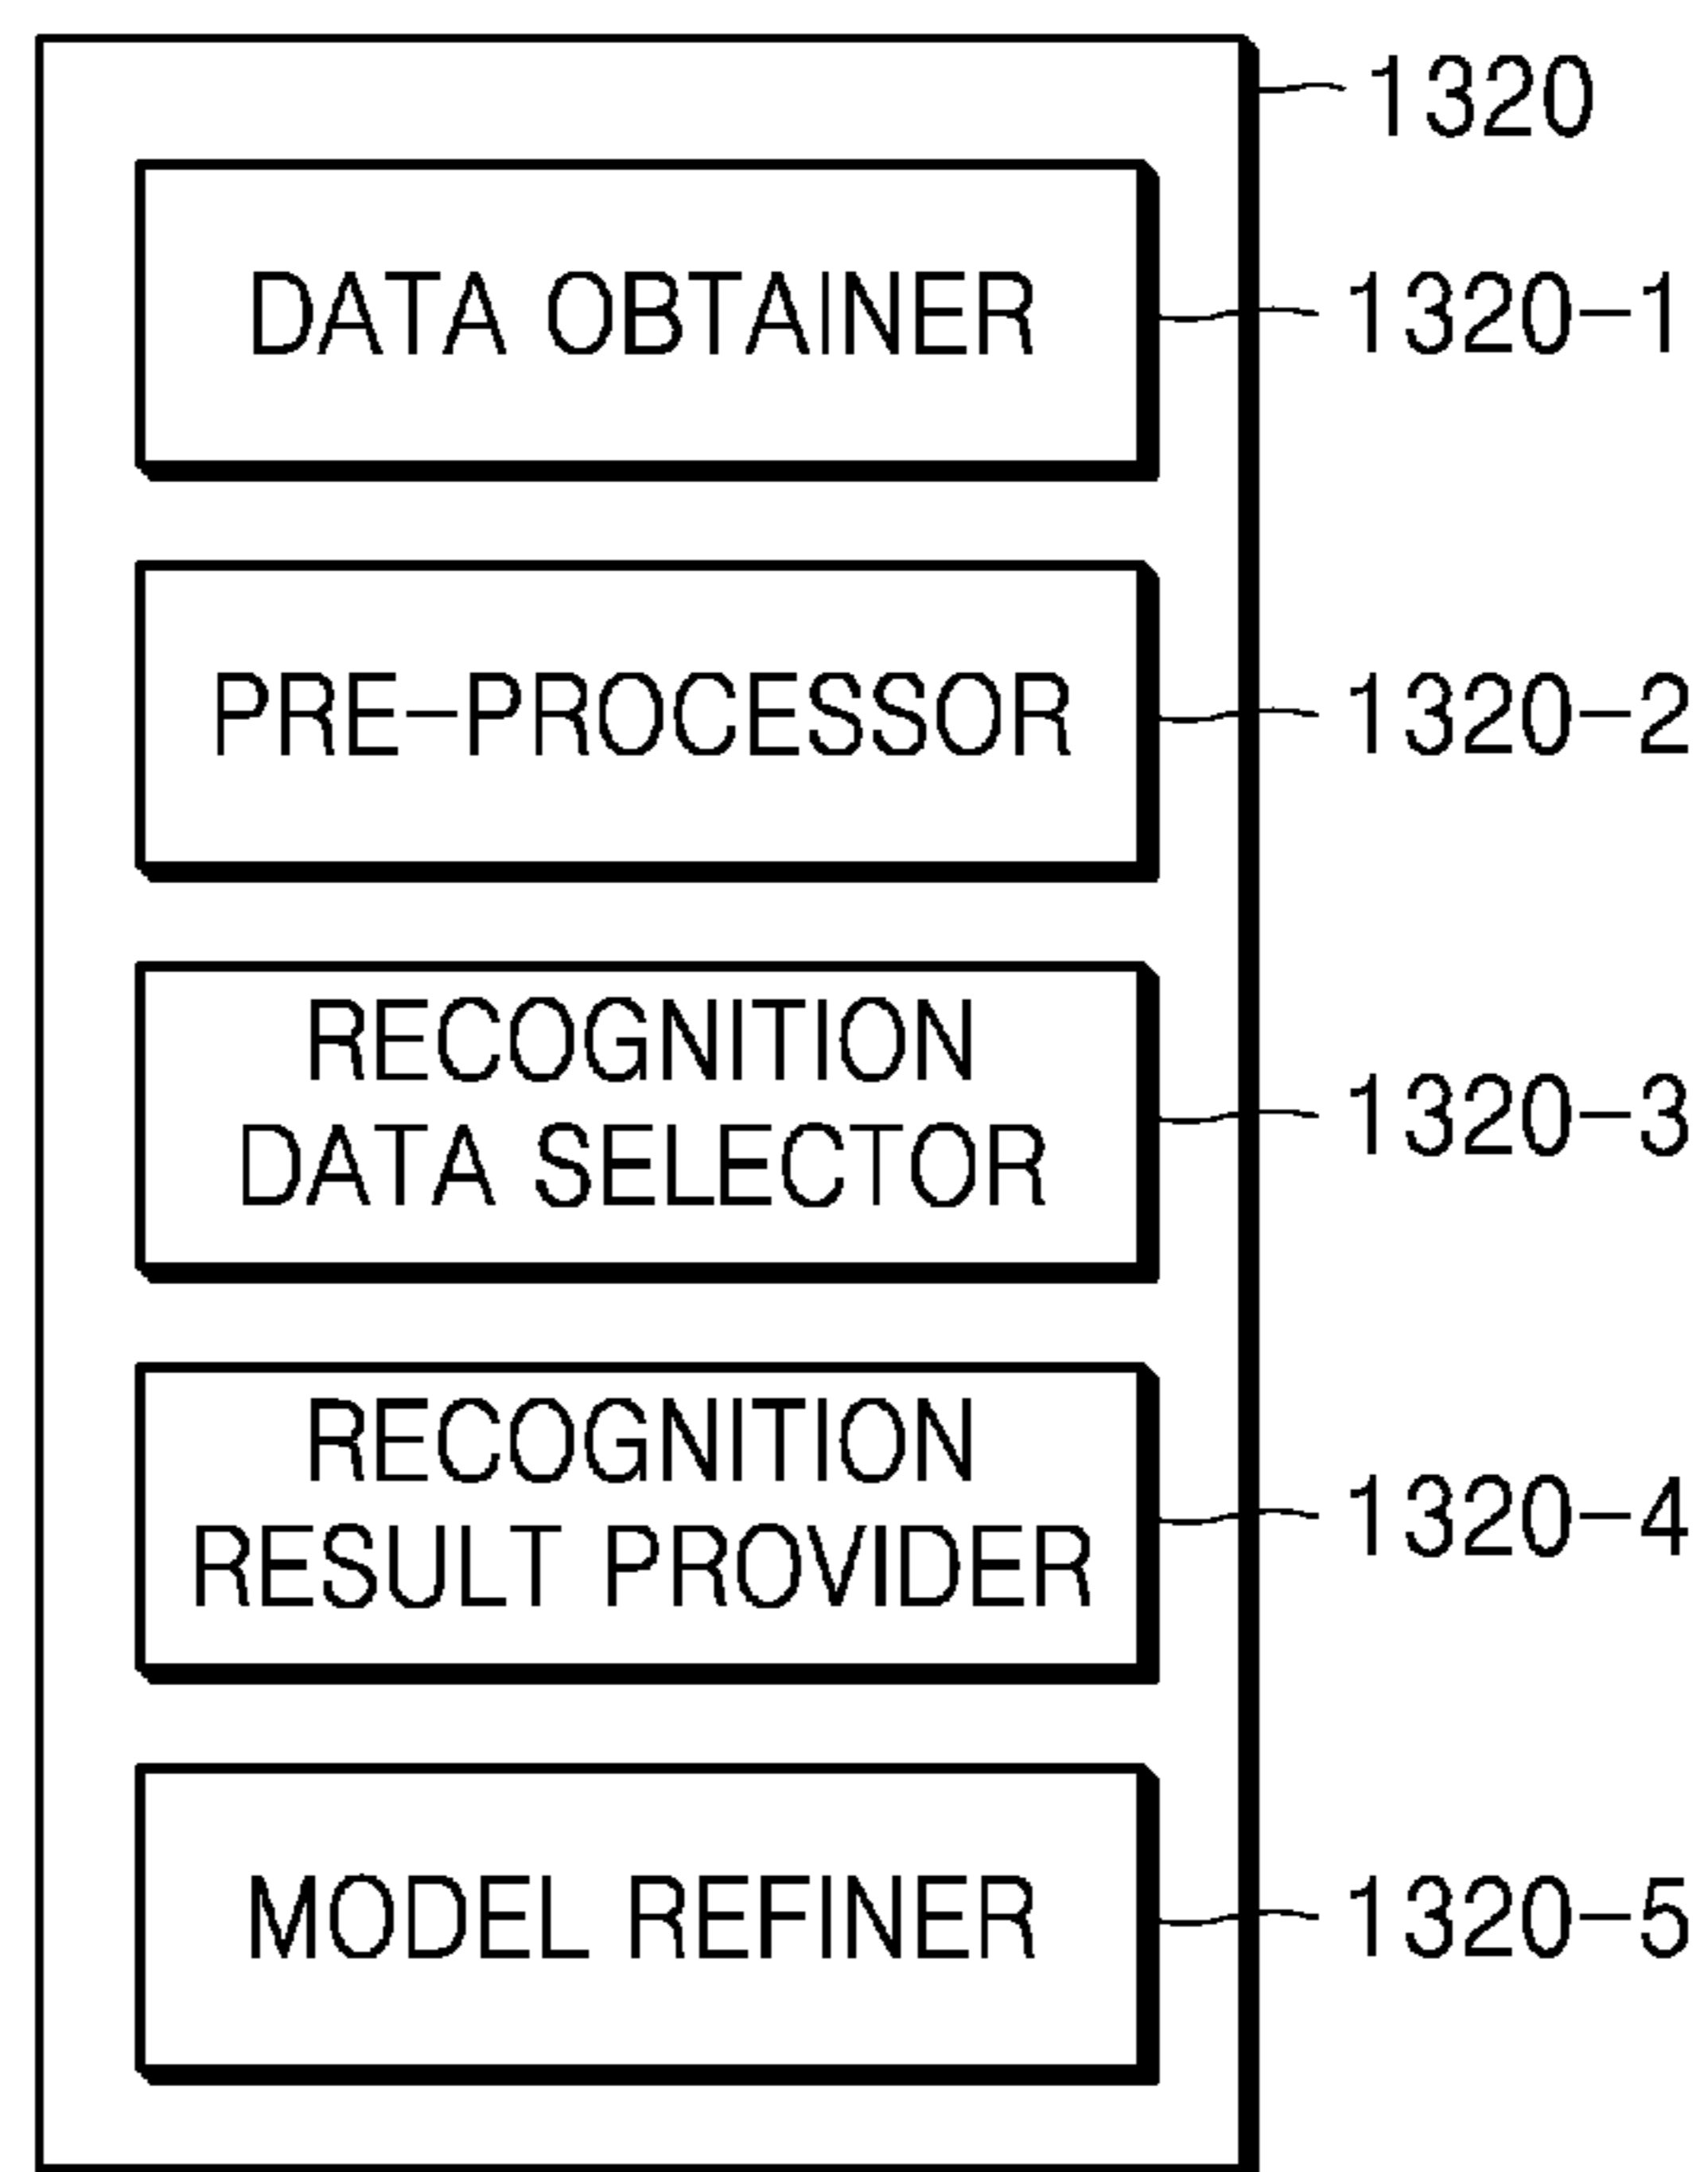 1320
DATA OBTAINER
1320-1
PRE-PROCESSOR
1320-2
RECOGNITION
DATA SELECTOR
1320-3
RECOGNITION
RESULT PROVIDER
1320-4
MODEL REFINER
1320-5